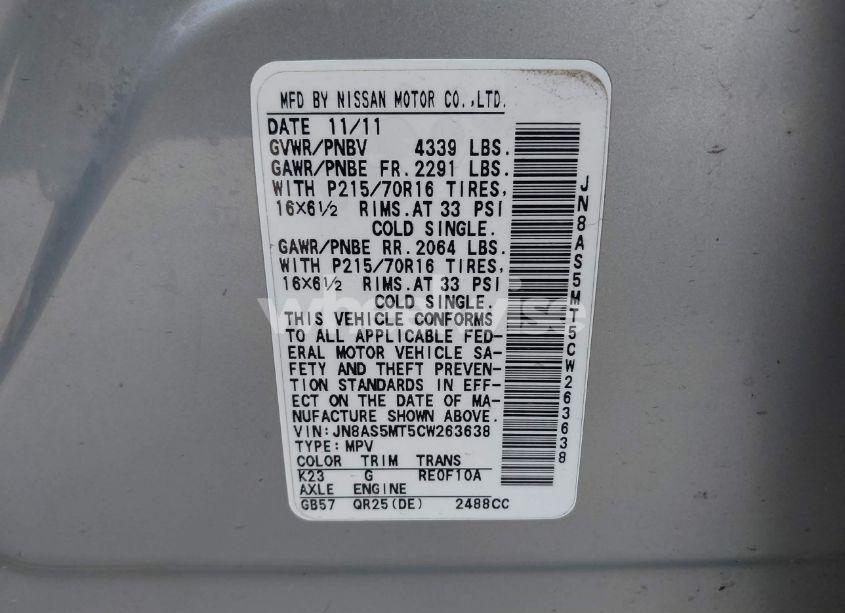 MFD BY NISSAN MOTOR CO.,LTD.
DATE 11/11
GVWR/PNBV 4339 LBS.
GAWR/PNBE FR. 2291 LBS.
WITH P215/70R16 TIRES,
16X6½ RIMS.AT 33 PSI
COLD SINGLE.
GAWR/PNBE RR. 2064 LBS.
WITH P215/70R16 TIRES,
16X6½ RIMS.AT 33 PSI
COLD SINGLE.
THIS VEHICLE CONFORMS
TO ALL APPLICABLE FED-
ERAL MOTOR VEHICLE SA-
FETY AND THEFT PREVEN-
TION STANDARDS IN EFF-
ECT ON THE DATE OF MA-
NUFACTURE SHOWN ABOVE.
VIN:JN8AS5MT5CW263638
TYPE:MPV
COLOR TRIM TRANS
K23 G RE0F10A
AXLE ENGINE
GB57 QR25(DE) 2488CC
JN8AS5MT5CW263638